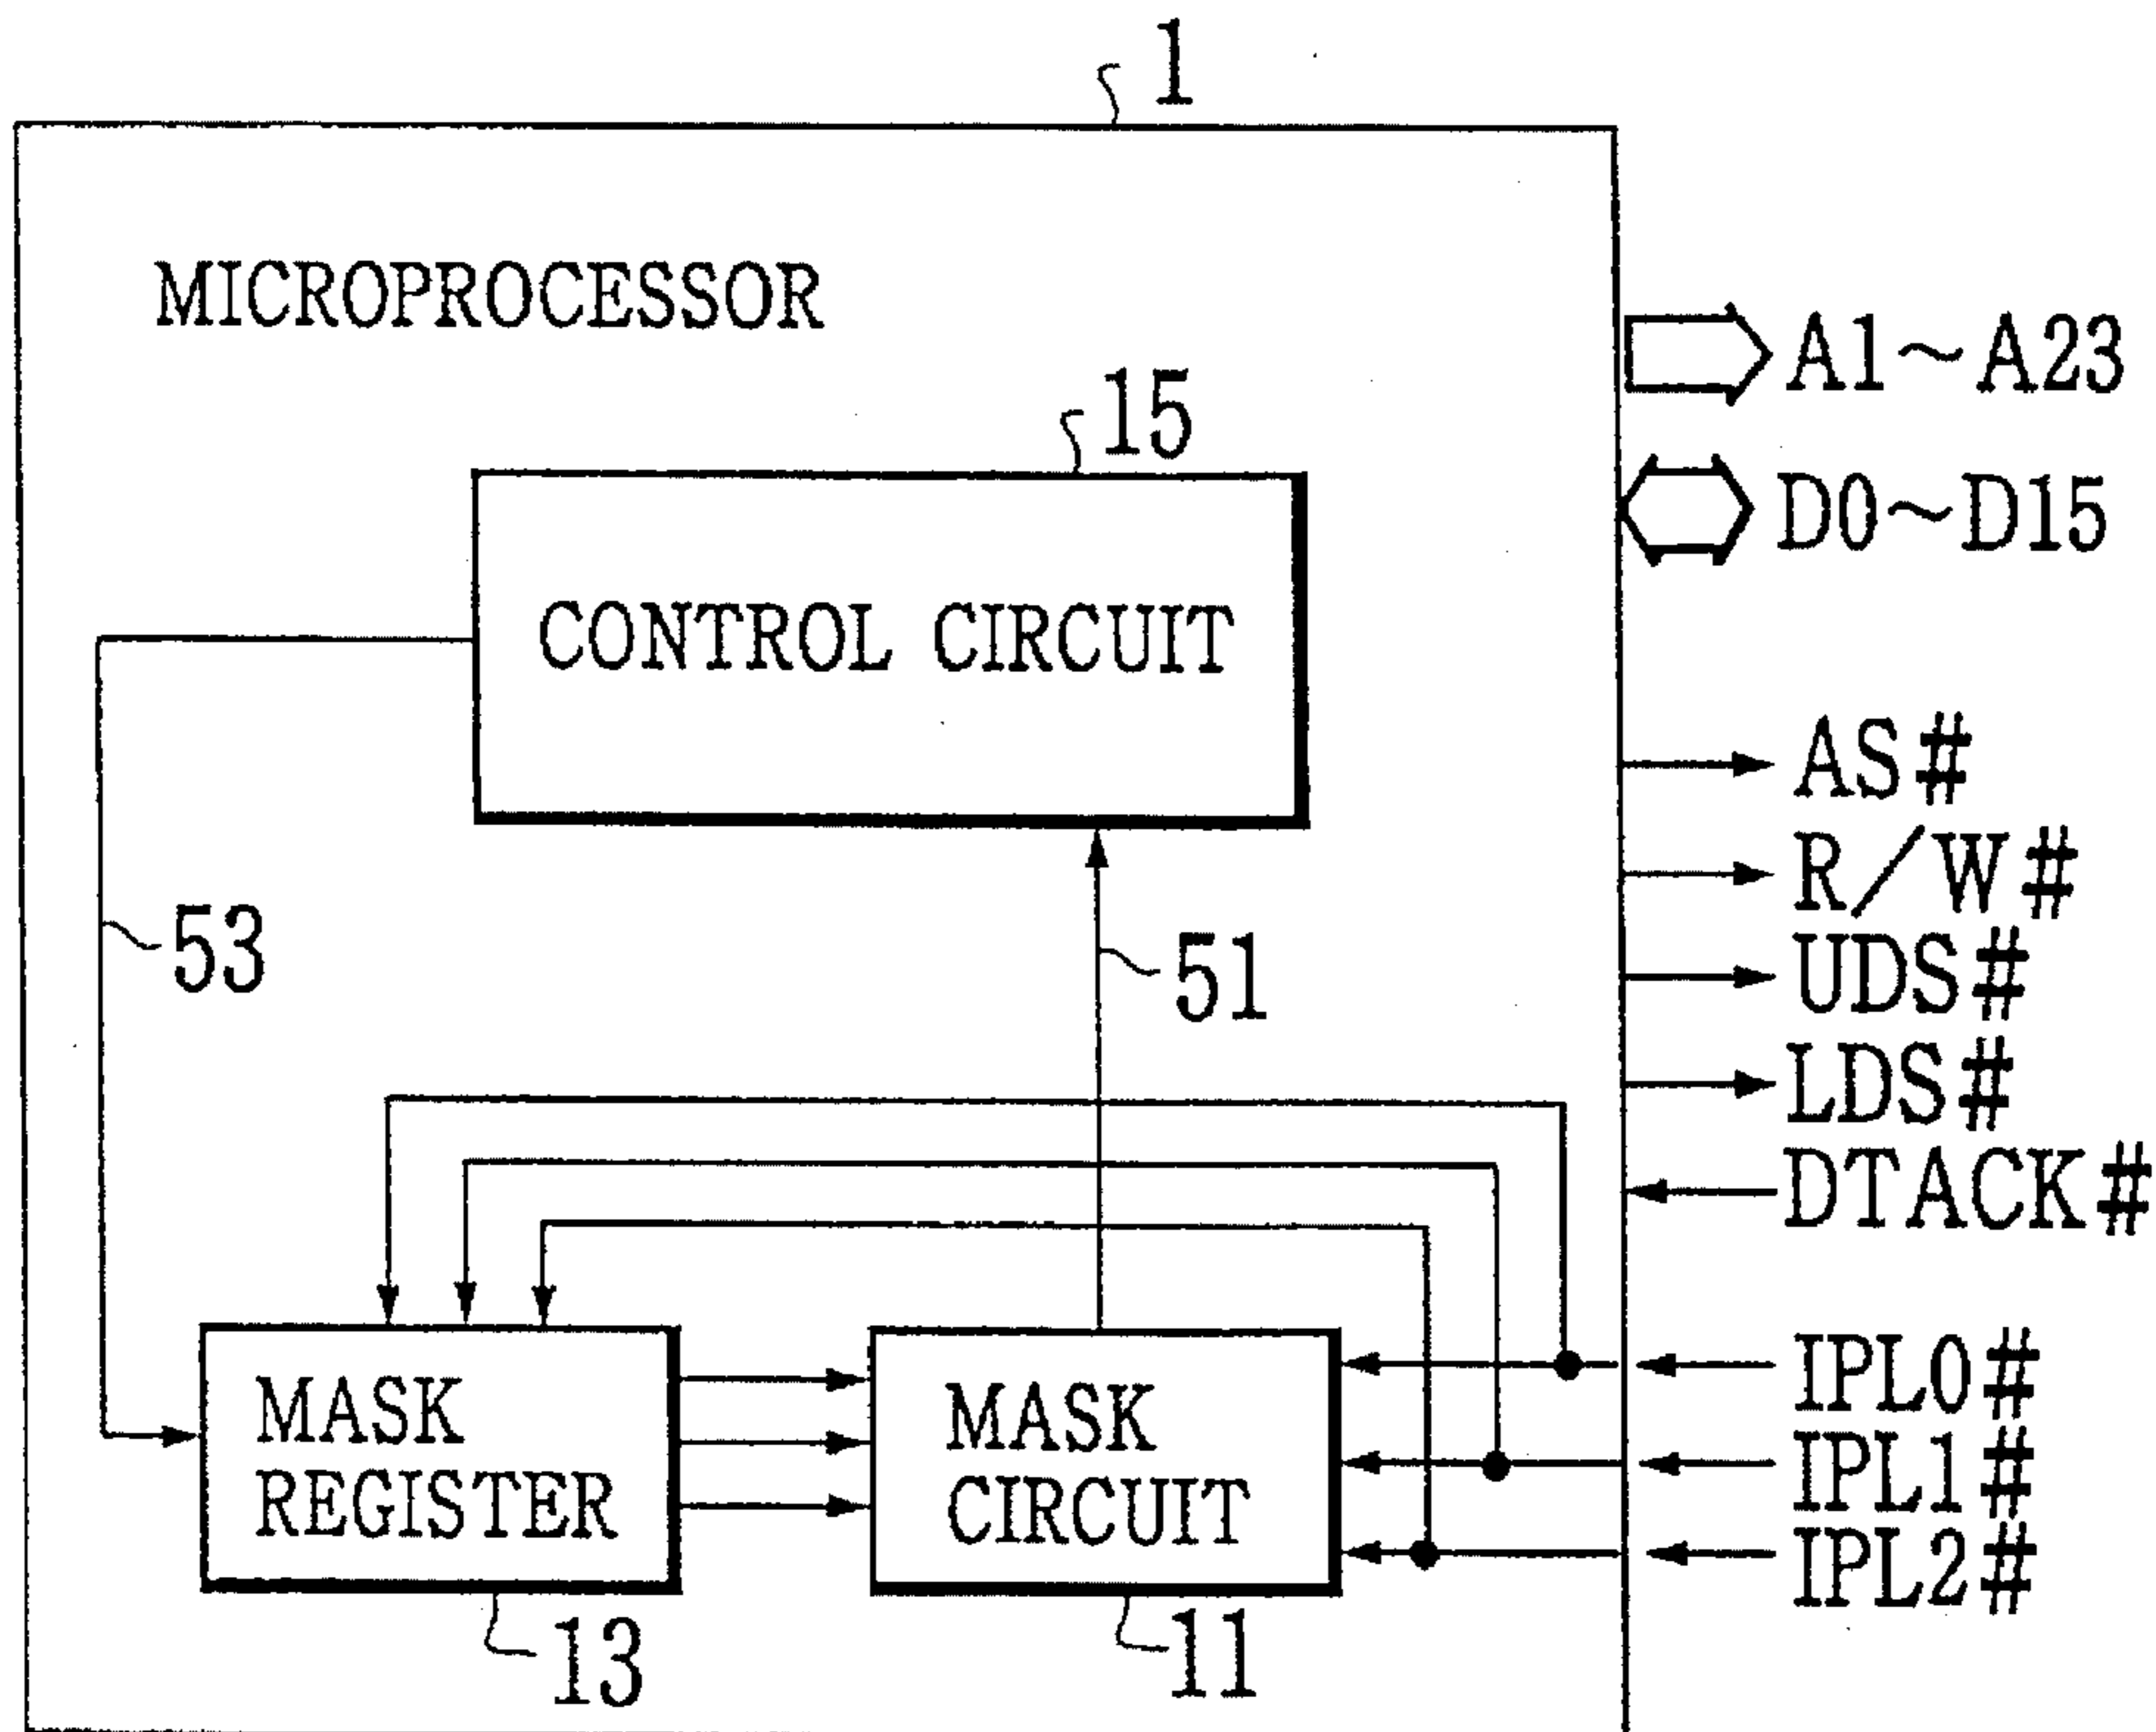 1
MICROPROCESSOR
A1～A23
15
D0～D15
CONTROL CIRCUIT
AS#
R/W#
53
51
UDS#
LDS#
DTACK#
IPL0#
MASK
REGISTER
MASK
CIRCUIT
IPL1#
IPL2#
13
11